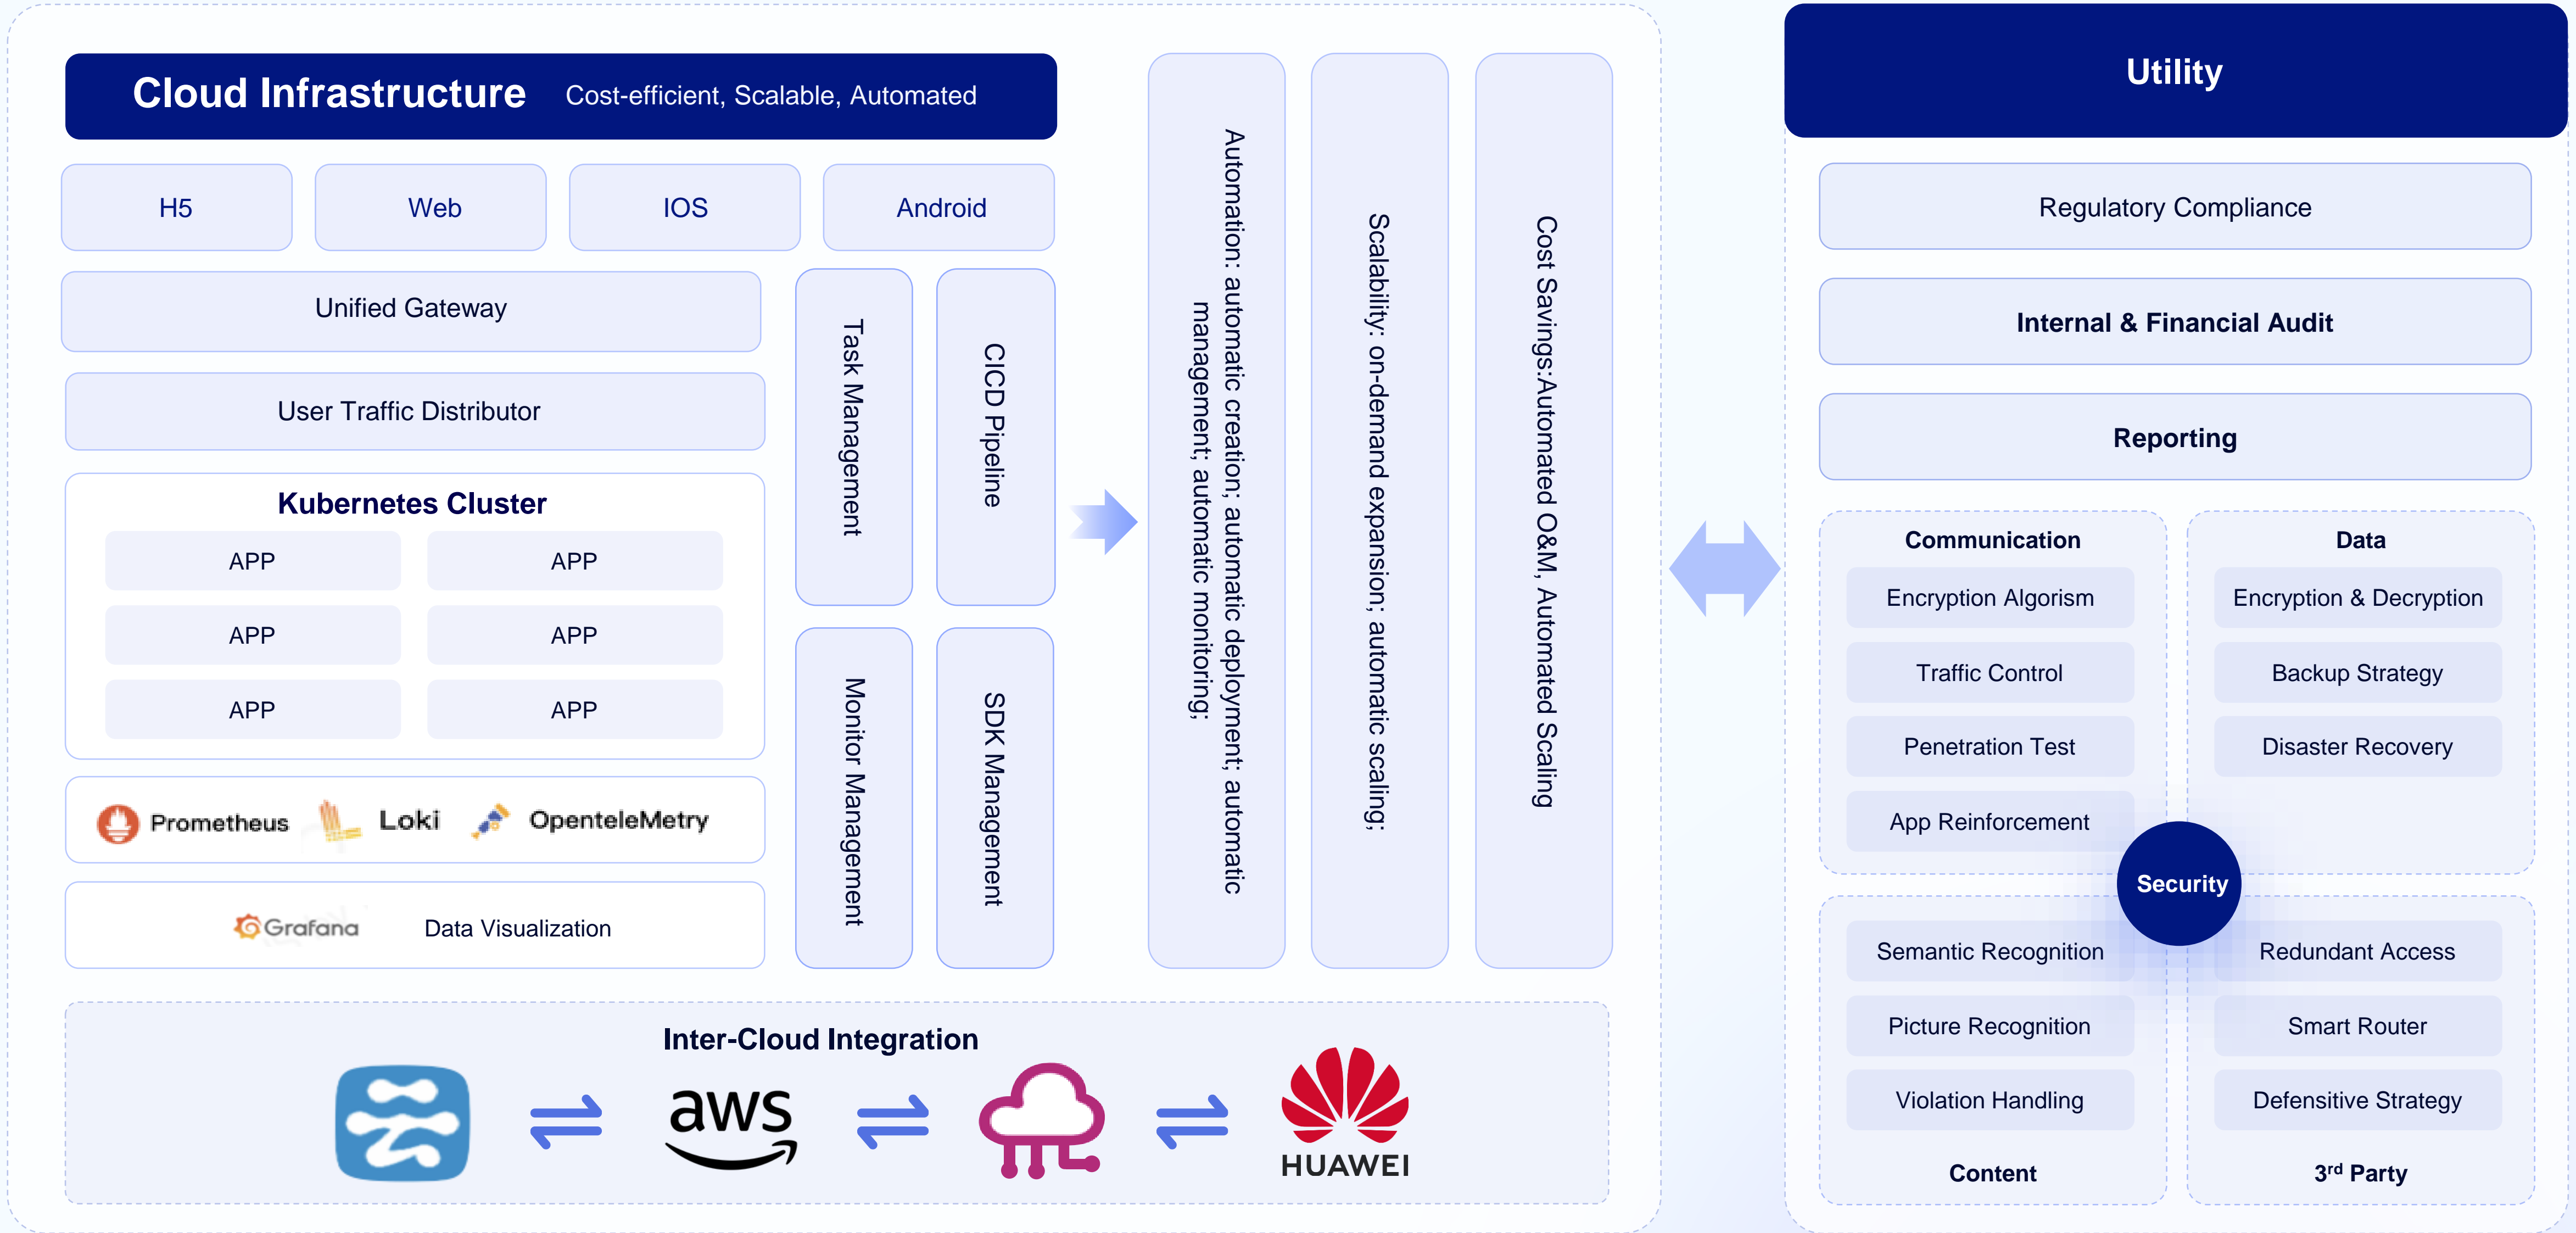 Cloud Infrastructure Cost-efficient, Scalable, Automated
H5
Web
IOS
Android
Unified Gateway
User Traffic Distributor
Kubernetes Cluster
APP
APP
APP
APP
APP
APP
Prometheus
Loki
OpenteleMetry
Grafana
Data Visualization
Task Management
CICD Pipeline
Monitor Management
SDK Management
Automation: automatic creation; automatic deployment; automatic
management; automatic monitoring;
Scalability: on-demand expansion; automatic scaling;
Cost Savings:Automated O&M, Automated Scaling
Inter-Cloud Integration
aws
HUAWEI
Utility
Regulatory Compliance
Internal & Financial Audit
Reporting
Communication
Encryption Algorism
Traffic Control
Penetration Test
App Reinforcement
Data
Encryption & Decryption
Backup Strategy
Disaster Recovery
Security
Semantic Recognition
Picture Recognition
Violation Handling
Content
Redundant Access
Smart Router
Defensitive Strategy
3rd Party